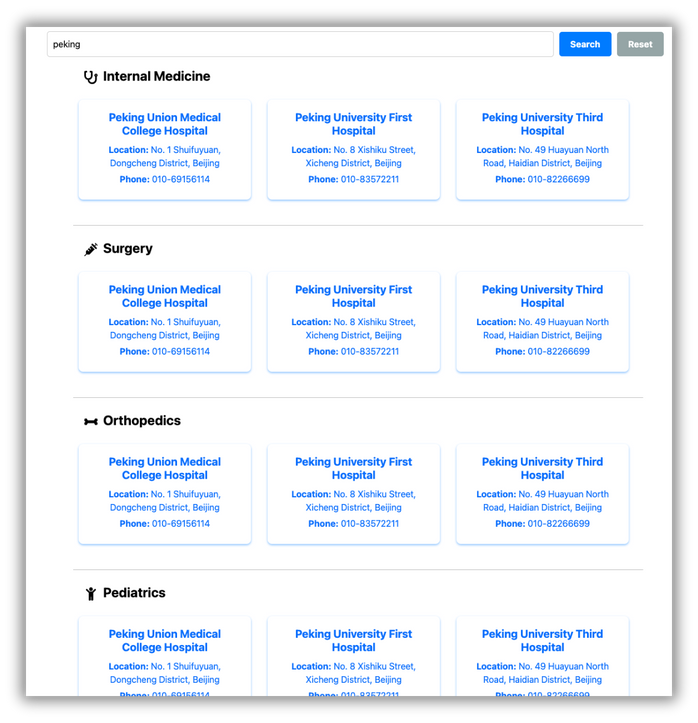 peking
Search
Reset
Internal Medicine
Peking Union Medical
College Hospital
Location: No. 1 Shuifuyuan,
Dongcheng District, Beijing
Phone: 010-69156114
Peking University First
Hospital
Location: No. 8 Xishiku Street,
Xicheng District, Beijing
Phone: 010-83572211
Peking University Third
Hospital
Location: No. 49 Huayuan North
Road, Haidian District, Beijing
Phone: 010-82266699
Surgery
Peking Union Medical
College Hospital
Location: No. 1 Shuifuyuan,
Dongcheng District, Beijing
Phone: 010-69156114
Peking University First
Hospital
Location: No. 8 Xishiku Street,
Xicheng District, Beijing
Phone: 010-83572211
Peking University Third
Hospital
Location: No. 49 Huayuan North
Road, Haidian District, Beijing
Phone: 010-82266699
Orthopedics
Peking Union Medical
College Hospital
Location: No. 1 Shuifuyuan,
Dongcheng District, Beijing
Phone: 010-69156114
Peking University First
Hospital
Location: No. 8 Xishiku Street,
Xicheng District, Beijing
Phone: 010-83572211
Peking University Third
Hospital
Location: No. 49 Huayuan North
Road, Haidian District, Beijing
Phone: 010-82266699
Pediatrics
Peking Union Medical
College Hospital
Location: No. 1 Shuifuyuan,
Dongcheng District, Beijing
Phone: 010-69156114
Peking University First
Hospital
Location: No. 8 Xishiku Street,
Xicheng District, Beijing
Phone: 010-83572211
Peking University Third
Hospital
Location: No. 49 Huayuan North
Road, Haidian District, Beijing
Phone: 010-82266699